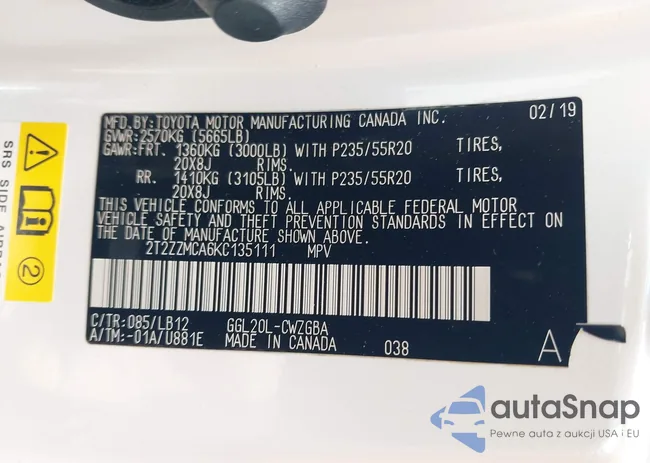 MFD.BY:TOYOTA MOTOR MANUFACTURING CANADA INC. 02/19
GVWR:2570KG (5665LB)
GAWR:FRT. 1360KG (3000LB) WITH P235/55R20 TIRES,
20X8J RIMS.
RR. 1410KG (3105LB) WITH P235/55R20 TIRES,
20X8J RIMS.
THIS VEHICLE CONFORMS TO ALL APPLICABLE FEDERAL MOTOR
VEHICLE SAFETY AND THEFT PREVENTION STANDARDS IN EFFECT ON
THE DATE OF MANUFACTURE SHOWN ABOVE.
2T2ZZMCA6KC135111 MPV
C/TR:085/LB12 GGL20L-CWZGBA
A/TM:-01A/U881E MADE IN CANADA 038 A
SRS SIDE
2
autaSnap
Pewne auta z aukcji USA i EU